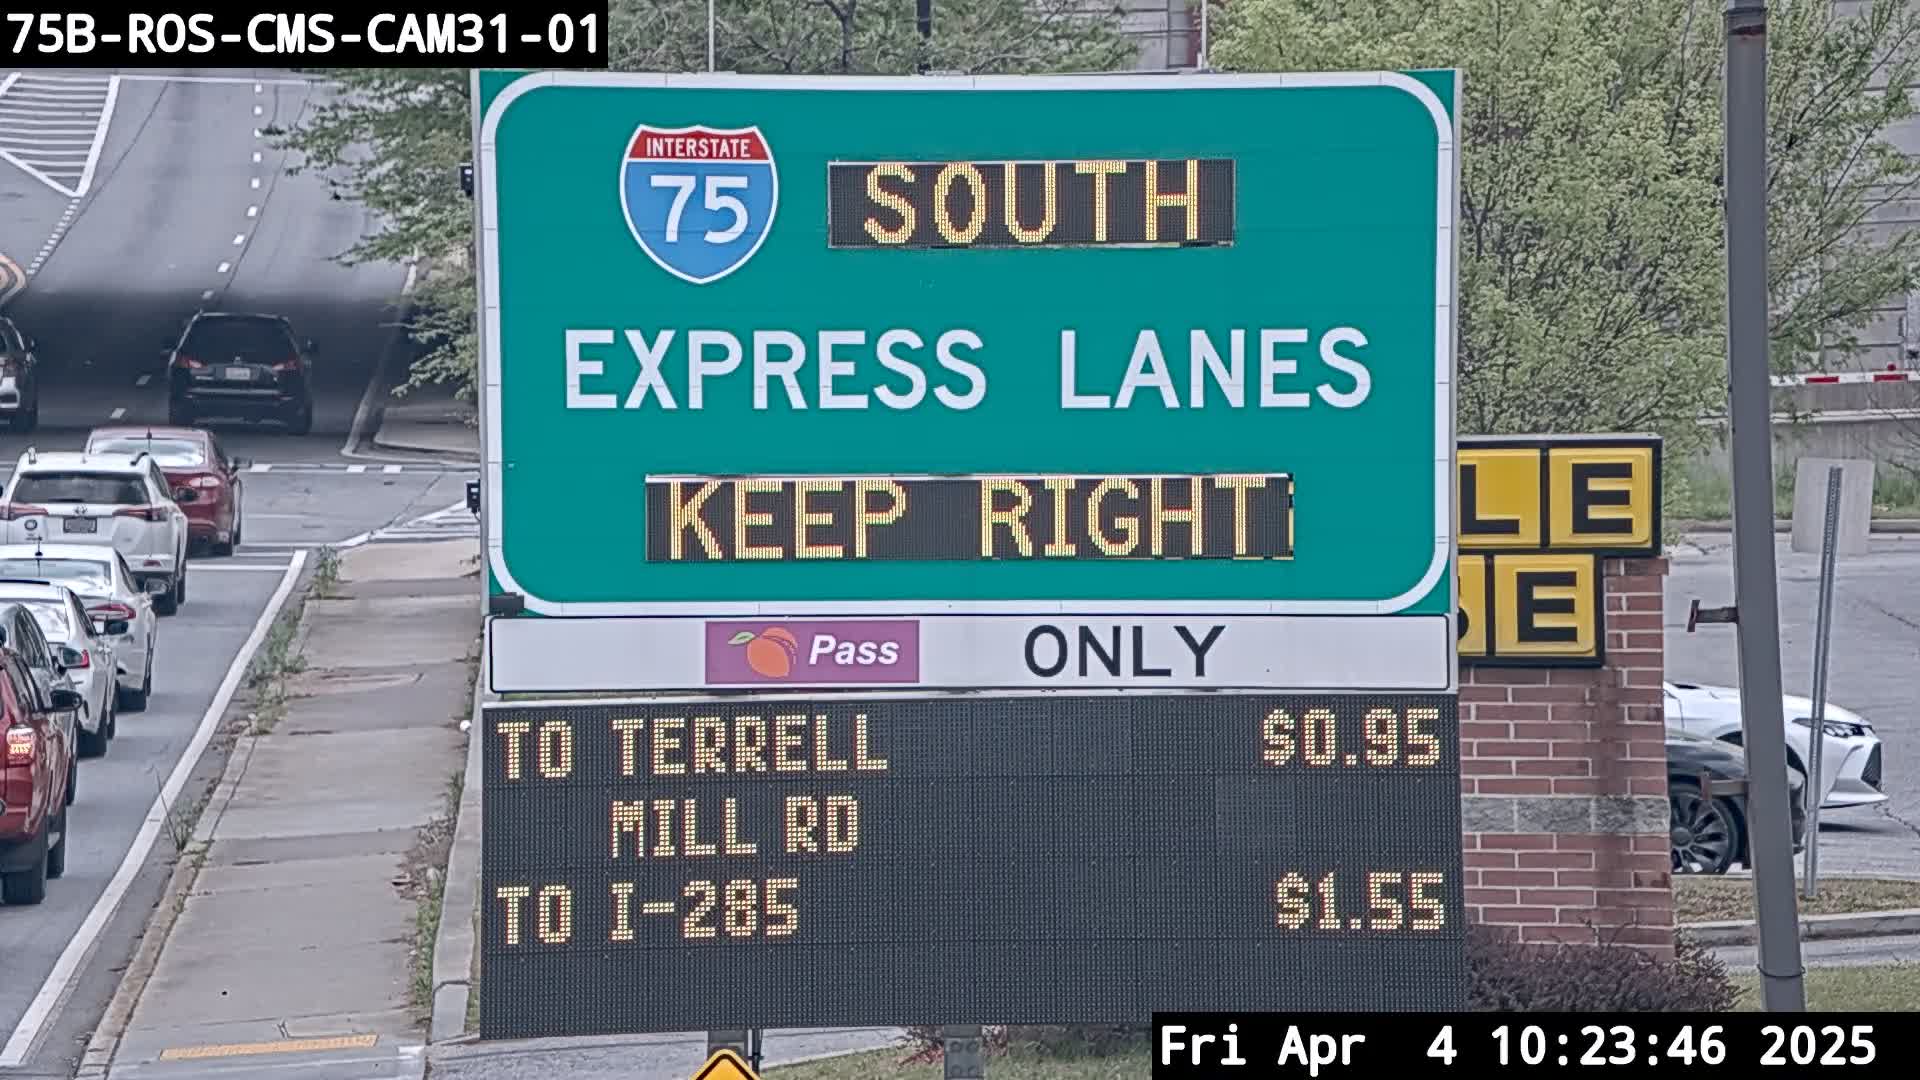 75B-ROS-CMS-CAM31-01
INTERSTATE
75
SOUTH
EXPRESS LANES
KEEP RIGHT
Pass ONLY
TO TERRELL $0.95
MILL RD
TO I-285 $1.55
LE
E
Fri Apr 4 10:23:46 2025